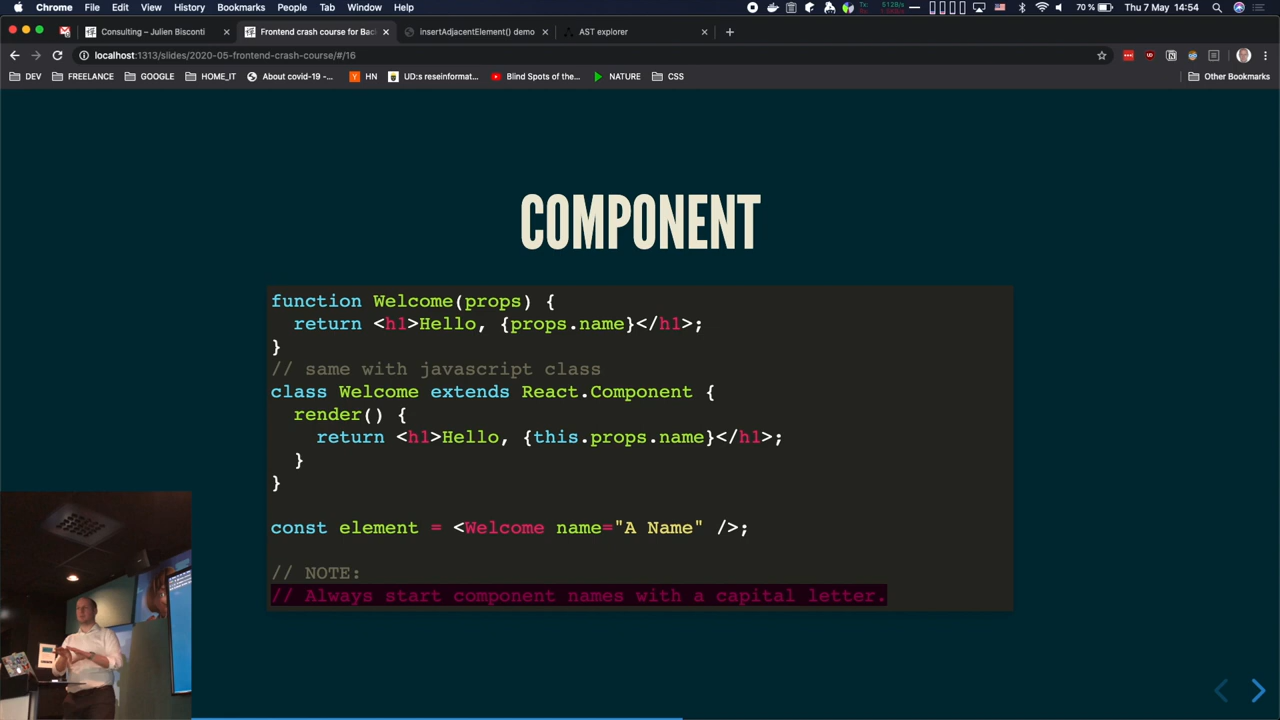 Chrome File Edit View History Bookmarks People Tab Window Help
70 % Thu 7 May 14:54
Consulting – Julien Bisconti
Frontend crash course for Bac
insertAdjacentElement() demo
AST explorer
localhost:1313/slides/2020-05-frontend-crash-course/#/16
DEV FREELANCE GOOGLE HOME_IT About covid-19 -... HN UD:s reseinformat... Blind Spots of the... NATURE CSS Other Bookmarks
COMPONENT
function Welcome(props) {
  return <h1>Hello, {props.name}</h1>;
}
// same with javascript class
class Welcome extends React.Component {
  render() {
    return <h1>Hello, {this.props.name}</h1>;
  }
}
const element = <Welcome name="A Name" />;
// NOTE:
// Always start component names with a capital letter.